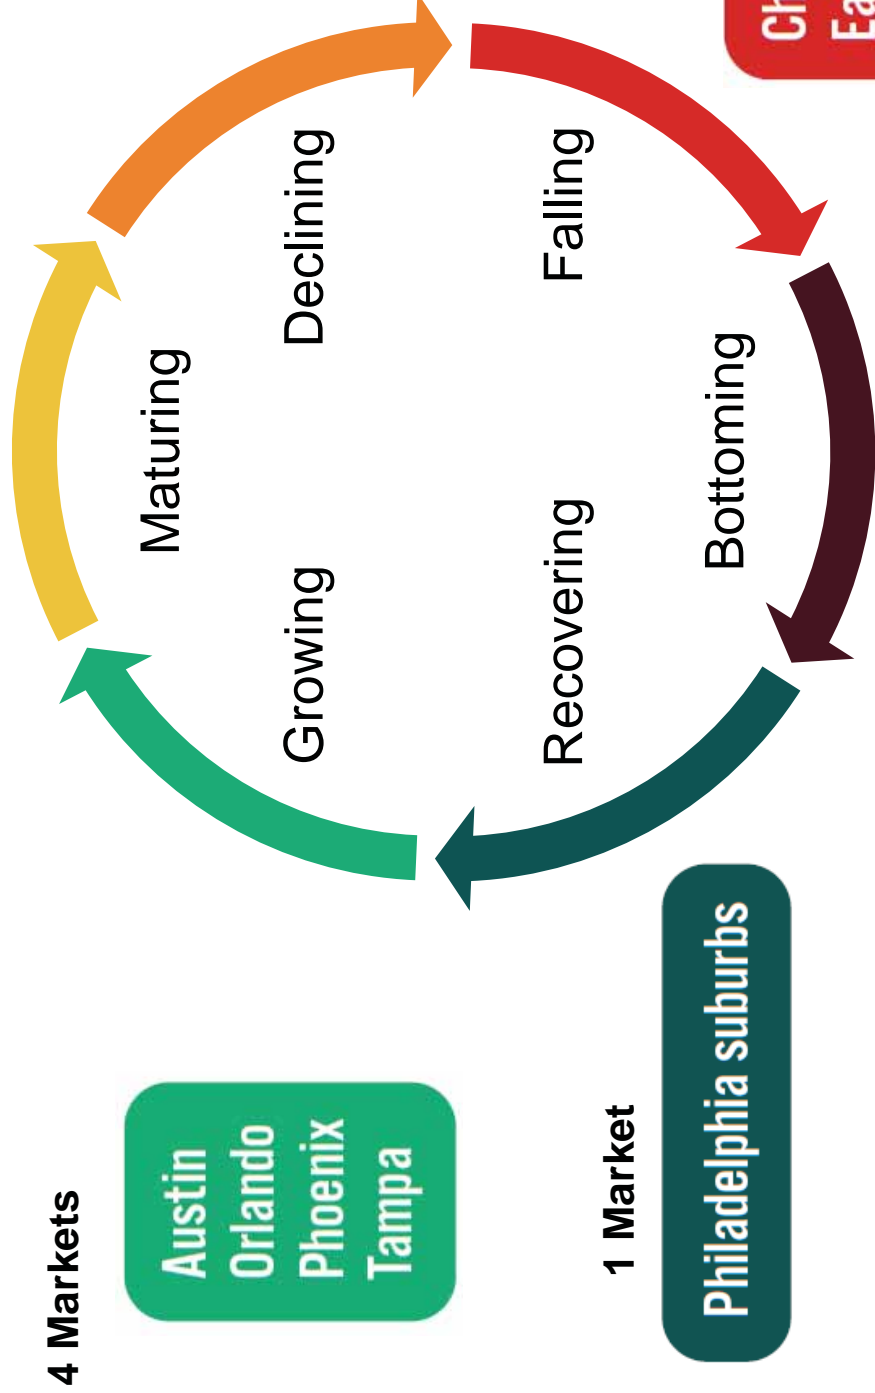 4 Markets
Austin
Orlando
Phoenix
Tampa
1 Market
Philadelphia suburbs
Growing
Maturing
Declining
Recovering
Bottoming
Falling